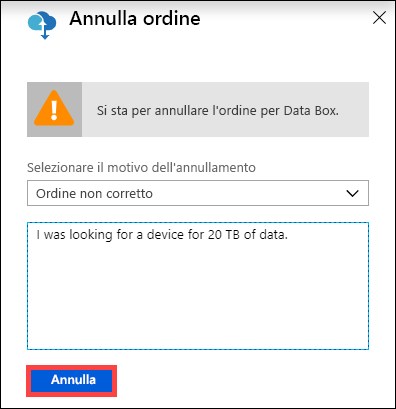 Annulla ordine
Si sta per annullare l'ordine per Data Box.
Selezionare il motivo dell'annullamento
Ordine non corretto
I was looking for a device for 20 TB of data.
Annulla